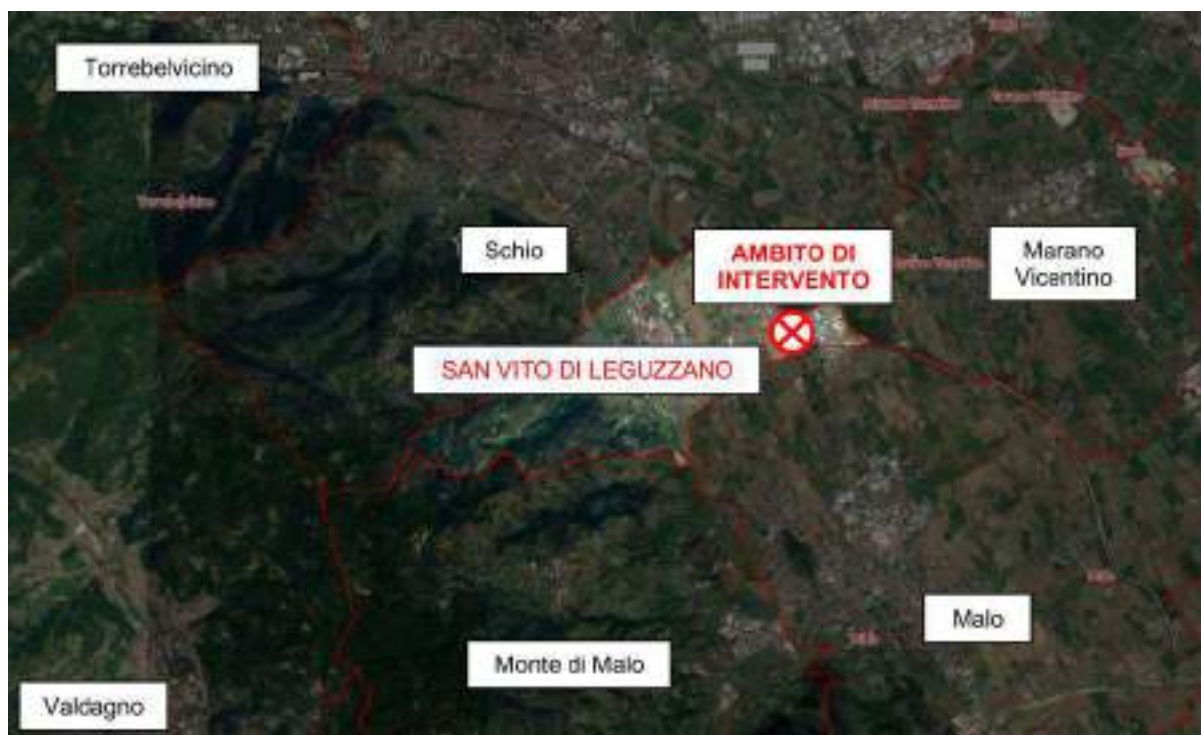 Torrebelvicino
Schio
AMBITO DI
INTERVENTO
Marano
Vicentino
SAN VITO DI LEGUZZANO
Malo
Monte di Malo
Valdagno